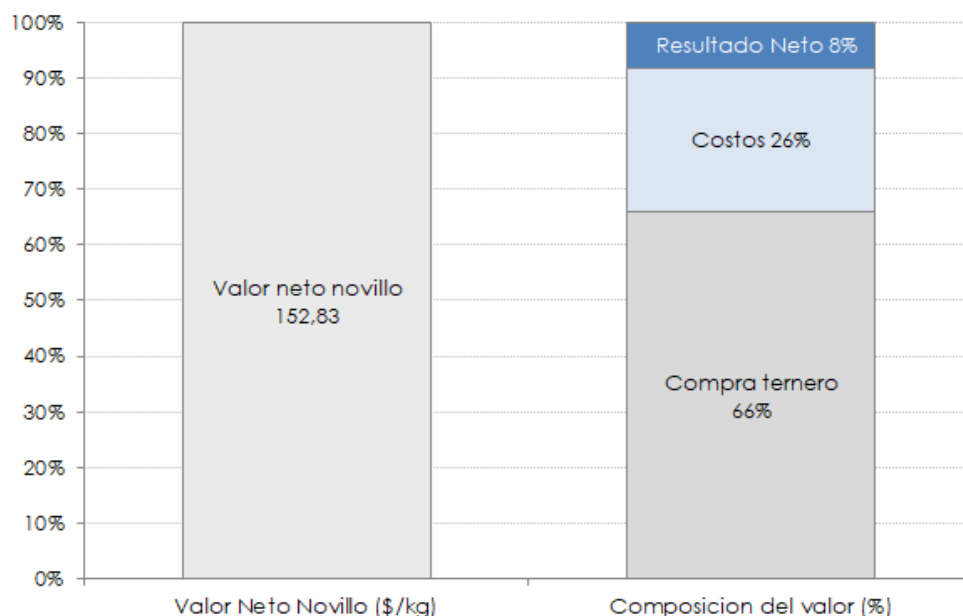 100%
90%
80%
70%
60%
50%
40%
30%
20%
10%
0%
Valor neto novillo
152,83
Resultado Neto 8%
Costos 26%
Compra ternero
66%
Valor Neto Novillo ($/kg)
Composicion del valor (%)